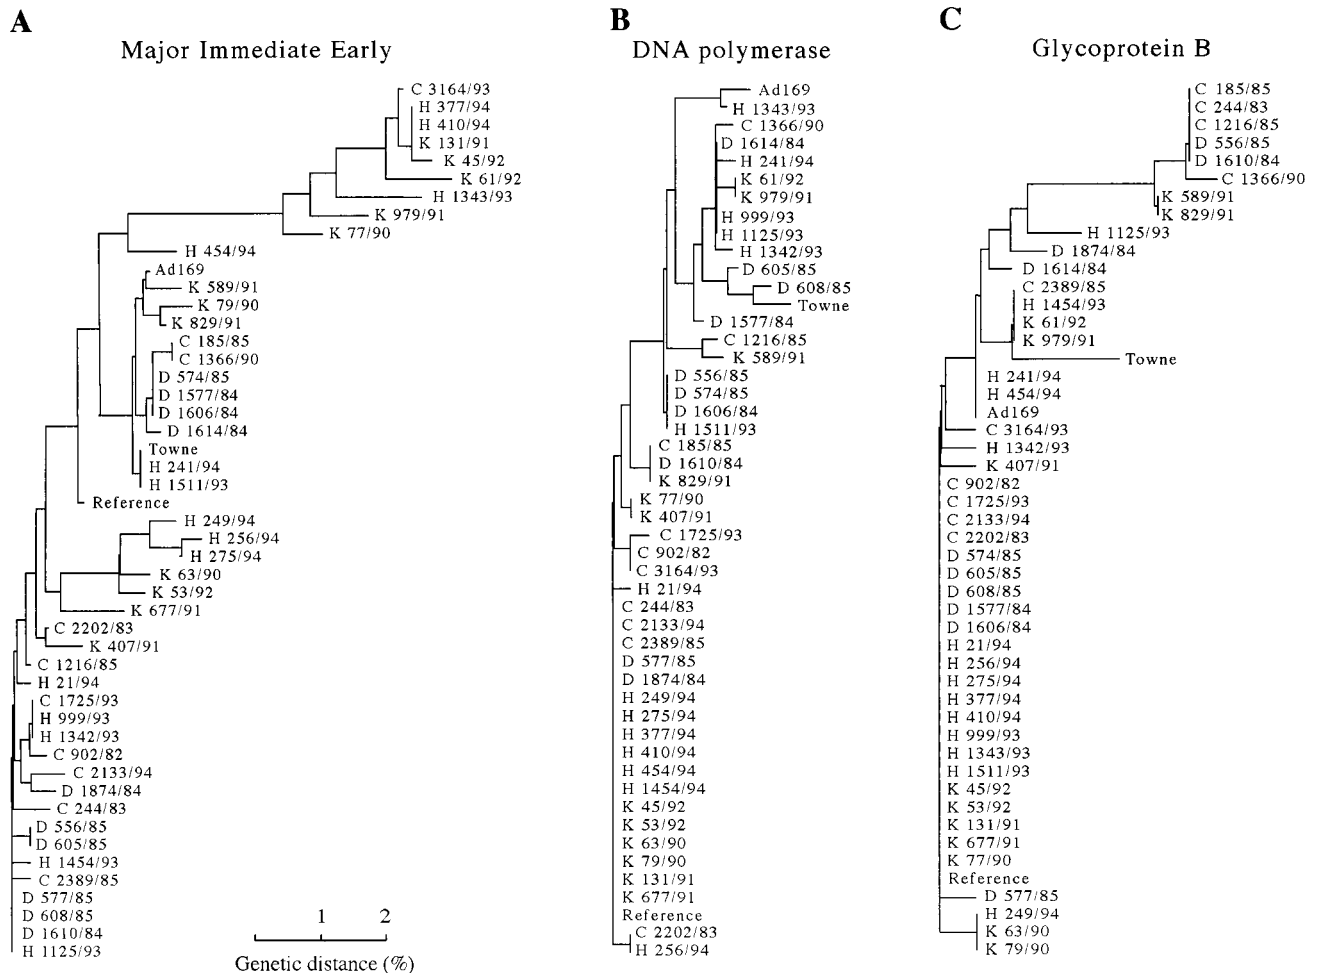 A
Major Immediate Early
C 3164/93
H 377/94
H 410/94
K 131/91
K 45/92
K 61/92
H 1343/93
K 979/91
K 77/90
H 454/94
Ad169
K 589/91
K 79/90
K 829/91
C 185/85
C 1366/90
D 574/85
D 1577/84
D 1606/84
D 1614/84
Towne
H 241/94
H 1511/93
Reference
H 249/94
H 256/94
H 275/94
K 63/90
K 53/92
K 677/91
C 2202/83
K 407/91
C 1216/85
H 21/94
C 1725/93
H 999/93
H 1342/93
C 902/82
C 2133/94
D 1874/84
C 244/83
D 556/85
D 605/85
H 1454/93
C 2389/85
D 577/85
D 608/85
D 1610/84
H 1125/93
1 2
Genetic distance (%)
B
DNA polymerase
Ad169
H 1343/93
C 1366/90
D 1614/84
H 241/94
K 61/92
K 979/91
H 999/93
H 1125/93
H 1342/93
D 605/85
D 608/85
Towne
D 1577/84
C 1216/85
K 589/91
D 556/85
D 574/85
D 1606/84
H 1511/93
C 185/85
D 1610/84
K 829/91
K 77/90
K 407/91
C 1725/93
C 902/82
C 3164/93
H 21/94
C 244/83
C 2133/94
C 2389/85
D 577/85
D 1874/84
H 249/94
H 275/94
H 377/94
H 410/94
H 454/94
H 1454/94
K 45/92
K 53/92
K 63/90
K 79/90
K 131/91
K 677/91
Reference
C 2202/83
H 256/94
C
Glycoprotein B
C 185/85
C 244/83
C 1216/85
D 556/85
D 1610/84
C 1366/90
K 589/91
K 829/91
H 1125/93
D 1874/84
D 1614/84
C 2389/85
H 1454/93
K 61/92
K 979/91
Towne
H 241/94
H 454/94
Ad169
C 3164/93
H 1342/93
K 407/91
C 902/82
C 1725/93
C 2133/94
C 2202/83
D 574/85
D 605/85
D 608/85
D 1577/84
D 1606/84
H 21/94
H 256/94
H 275/94
H 377/94
H 410/94
H 999/93
H 1343/93
H 1511/93
K 45/92
K 53/92
K 131/91
K 677/91
K 77/90
Reference
D 577/85
H 249/94
K 63/90
K 79/90